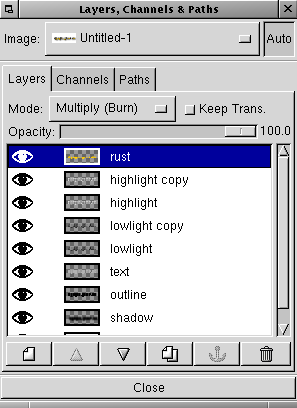 Layers, Channels & Paths
Image: Untitled-1 Auto
Layers Channels Paths
Mode: Multiply (Burn) Keep Trans.
Opacity: 100.0
rust
highlight copy
highlight
lowlight copy
lowlight
text
outline
shadow
Close